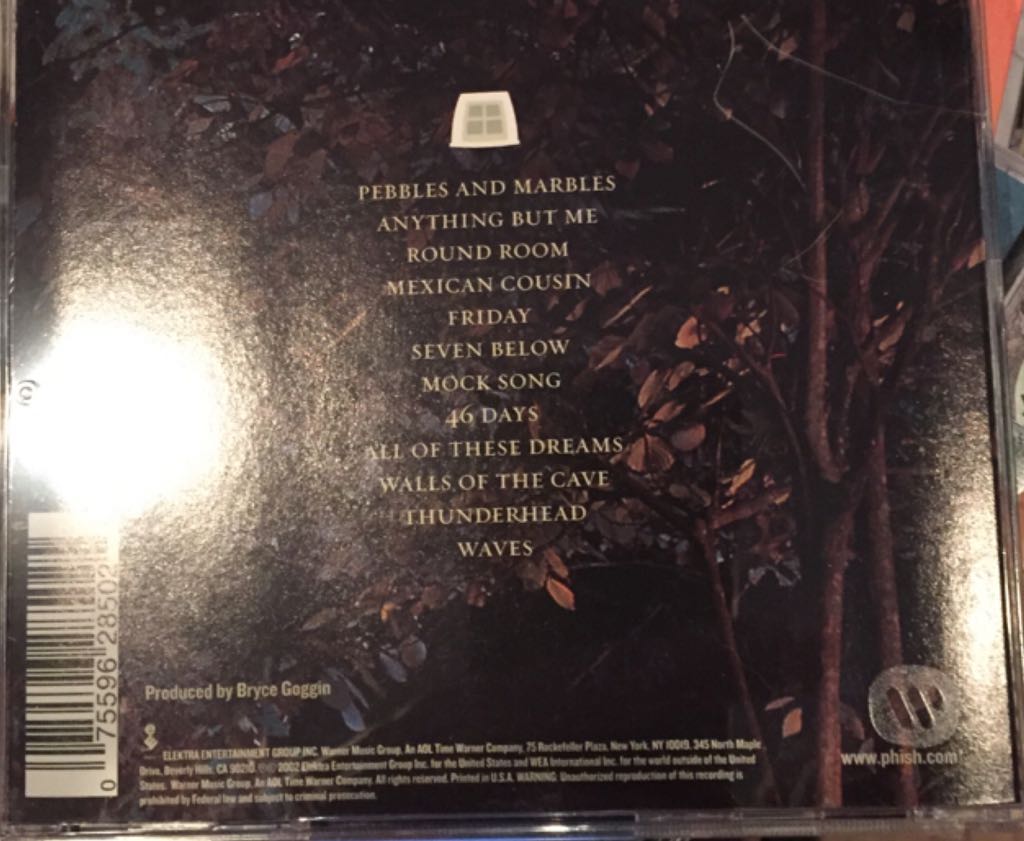 PEBBLES AND MARBLES
ANYTHING BUT ME
ROUND ROOM
MEXICAN COUSIN
FRIDAY
SEVEN BELOW
MOCK SONG
46 DAYS
ALL OF THESE DREAMS
WALLS OF THE CAVE
THUNDERHEAD
WAVES
0 75596 28502
Produced by Bryce Goggin
ELEKTRA ENTERTAINMENT GROUP INC. Warner Music Group. An AOL Time Warner Company, 75 Rockefeller Plaza, New York, NY 10019. 345 North Maple
Drive, Beverly Hills, CA 90210. ©℗ 2002 Elektra Entertainment Group Inc. for the United States and WEA International Inc. for the world outside of the United
States. Warner Music Group, An AOL Time Warner Company. All rights reserved. Printed in U.S.A. WARNING: Unauthorized reproduction of this recording is
prohibited by Federal law and subject to criminal prosecution.
www.phish.com